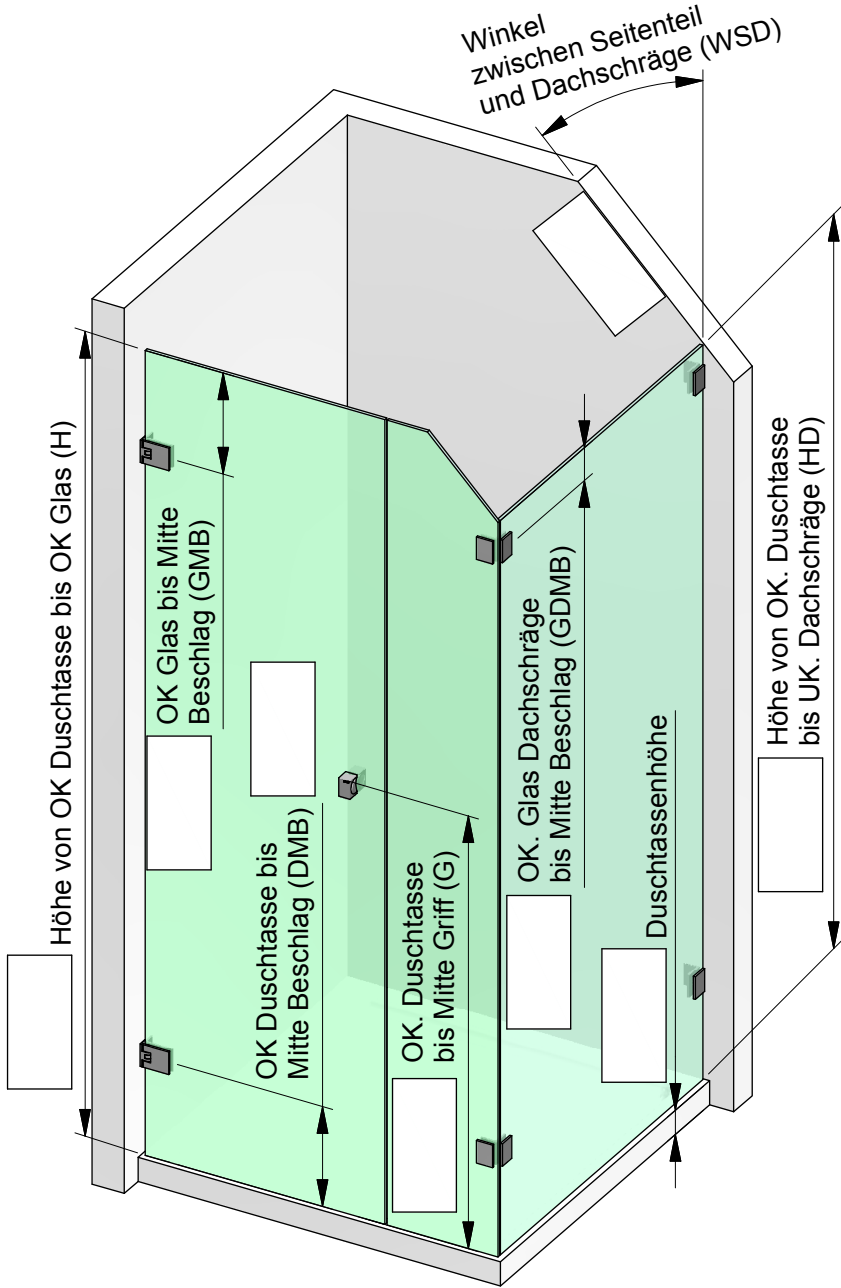 Winkel
zwischen Seitenteil
und Dachschräge (WSD)
Höhe von OK Duschtasse bis OK Glas (H)
OK Glas bis Mitte
Beschlag (GMB)
OK Duschtasse bis
Mitte Beschlag (DMB)
OK. Duschtasse
bis Mitte Griff (G)
OK. Glas Dachschräge
bis Mitte Beschlag (GDMB)
Duschtassenhöhe
Höhe von OK. Duschtasse
bis UK. Dachschräge (HD)